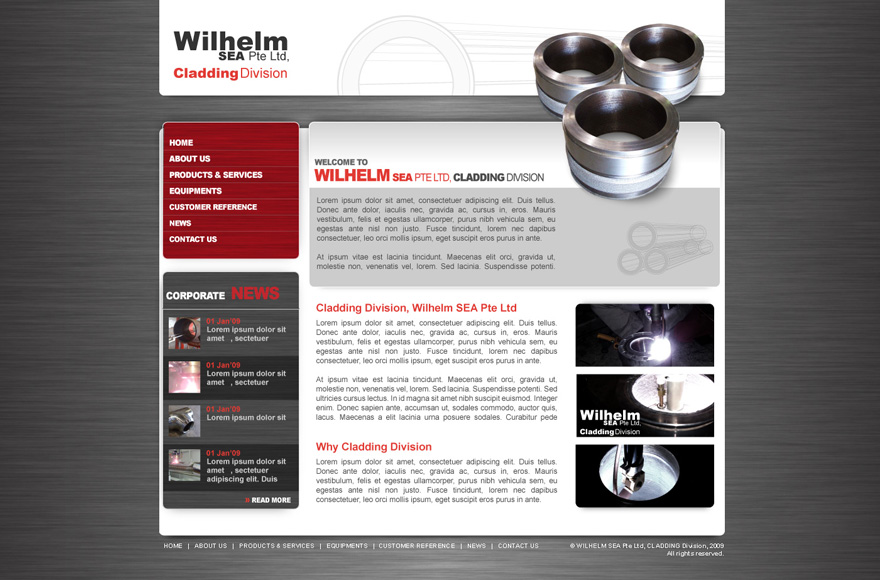 Wilhelm
SEA Pte Ltd,
Cladding Division
HOME
ABOUT US
PRODUCTS & SERVICES
EQUIPMENTS
CUSTOMER REFERENCE
NEWS
CONTACT US
WELCOME TO
WILHELM SEA PTE LTD, CLADDING DIVISION
Lorem ipsum dolor sit amet, consectetuer adipiscing elit. Duis tellus.
Donec ante dolor, iaculis nec, gravida ac, cursus in, eros. Mauris
vestibulum, felis et egestas ullamcorper, purus nibh vehicula sem, eu
egestas ante nisl non justo. Fusce tincidunt, lorem nec dapibus
consectetuer, leo orci mollis ipsum, eget suscipit eros purus in ante.
At ipsum vitae est lacinia tincidunt. Maecenas elit orci, gravida ut,
molestie non, venenatis vel, lorem. Sed lacinia. Suspendisse potenti.
CORPORATE NEWS
01 Jan'09
Lorem ipsum dolor sit
amet , sectetuer
01 Jan'09
Lorem ipsum dolor sit
amet , sectetuer
01 Jan'09
Lorem ipsum dolor sit
01 Jan'09
Lorem ipsum dolor sit
amet , sectetuer
adipiscing elit. Duis
» READ MORE
Cladding Division, Wilhelm SEA Pte Ltd
Lorem ipsum dolor sit amet, consectetuer adipiscing elit. Duis tellus.
Donec ante dolor, iaculis nec, gravida ac, cursus in, eros. Mauris
vestibulum, felis et egestas ullamcorper, purus nibh vehicula sem, eu
egestas ante nisl non justo. Fusce tincidunt, lorem nec dapibus
consectetuer, leo orci mollis ipsum, eget suscipit eros purus in ante.
At ipsum vitae est lacinia tincidunt. Maecenas elit orci, gravida ut,
molestie non, venenatis vel, lorem. Sed lacinia. Suspendisse potenti. Sed
ultricies cursus lectus. In id magna sit amet nibh suscipit euismod. Integer
enim. Donec sapien ante, accumsan ut, sodales commodo, auctor quis,
lacus. Maecenas a elit lacinia urna posuere sodales. Curabitur pede
Why Cladding Division
Lorem ipsum dolor sit amet, consectetuer adipiscing elit. Duis tellus.
Donec ante dolor, iaculis nec, gravida ac, cursus in, eros. Mauris
vestibulum, felis et egestas ullamcorper, purus nibh vehicula sem, eu
egestas ante nisl non justo. Fusce tincidunt, lorem nec dapibus
consectetuer, leo orci mollis ipsum, eget suscipit eros purus in ante.
Wilhelm
SEA Pte Ltd,
Cladding Division
HOME | ABOUT US | PRODUCTS & SERVICES | EQUIPMENTS | CUSTOMER REFERENCE | NEWS | CONTACT US
© WILHELM SEA Pte Ltd, CLADDING Division, 2009
All rights reserved.